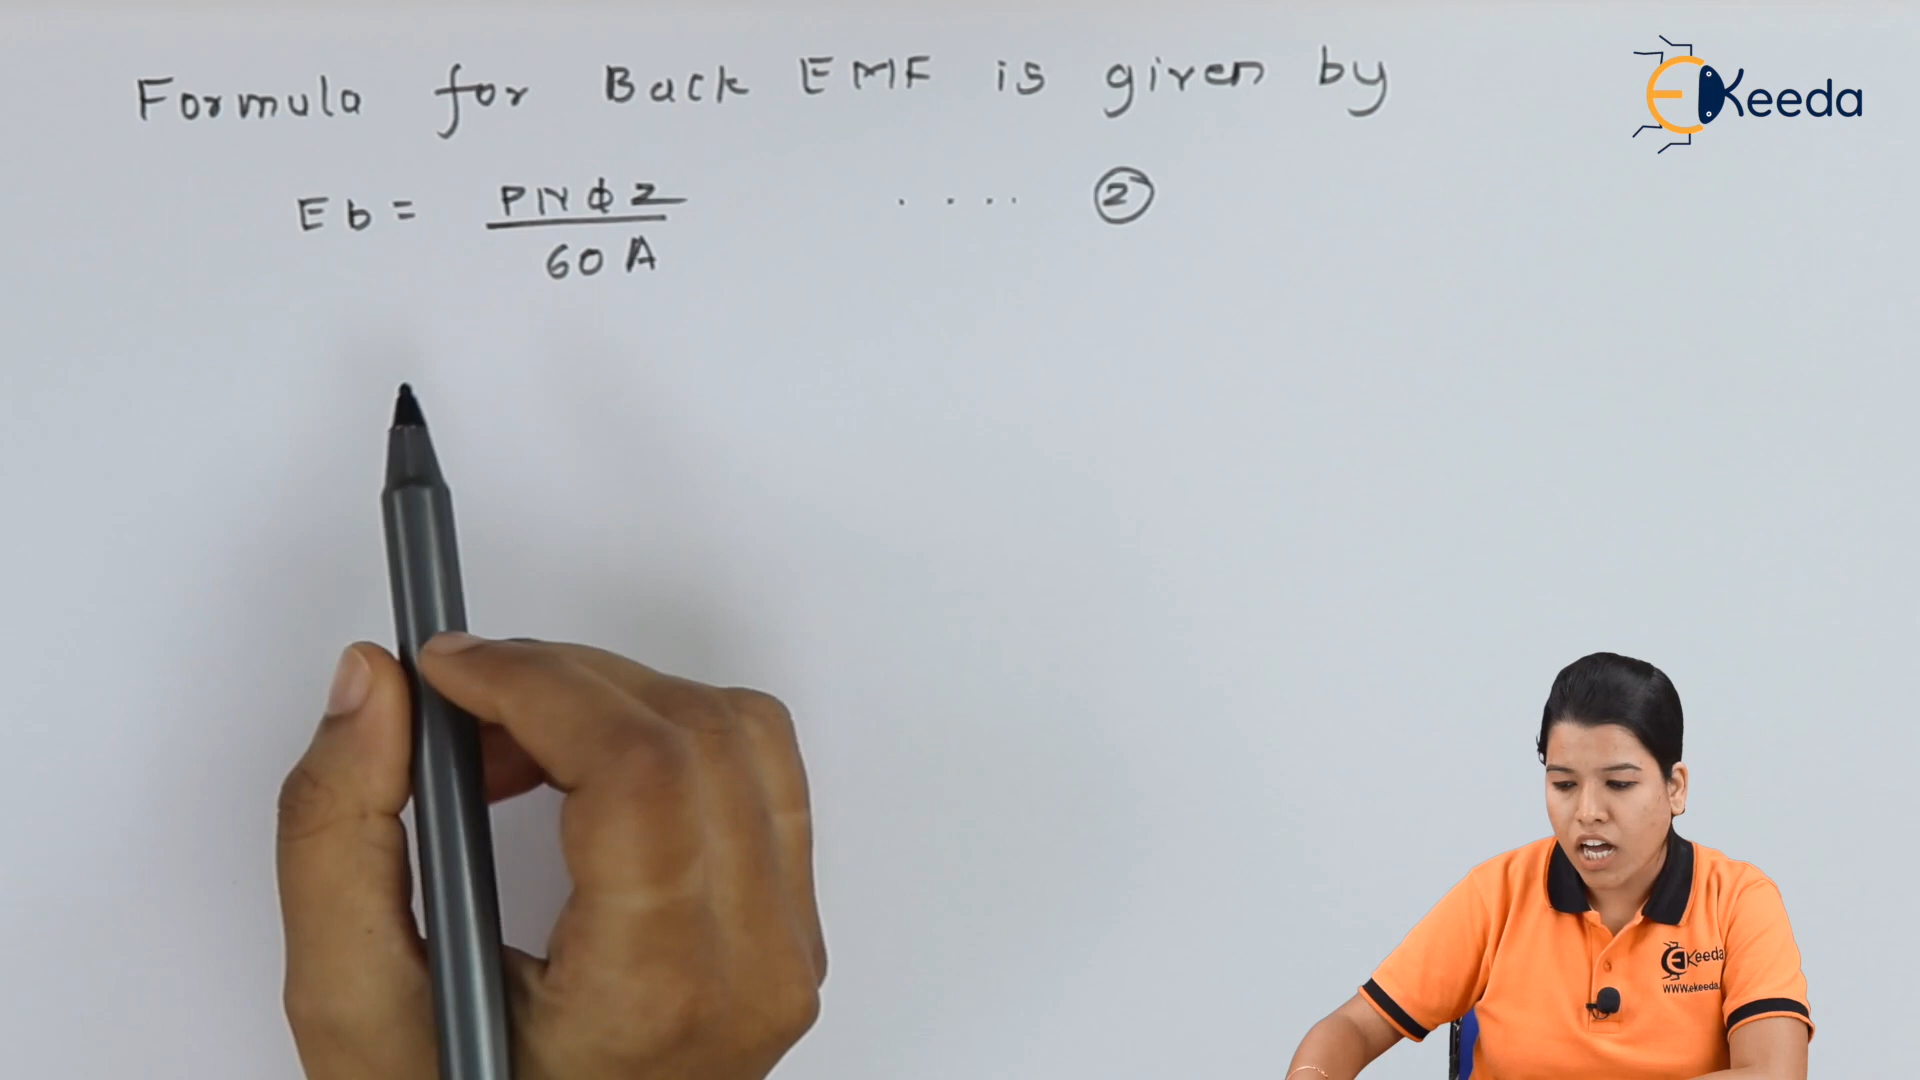 Formula for Back EMF is given by
Eb = PNϕZ / 60 A .... ②
EKeeda
EKeeda
WWW.ekeeda.